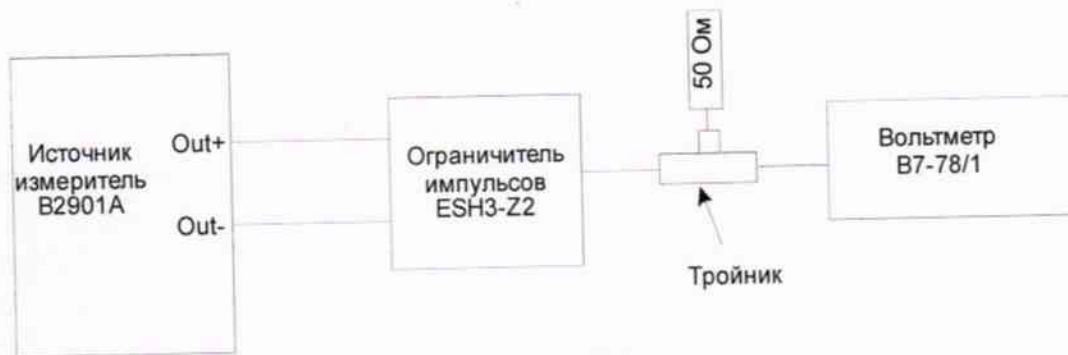 50 Ом
Источник
измеритель
B2901A
Out+
Out-
Ограничитель
импульсов
ESH3-Z2
Вольтметр
В7-78/1
Тройник